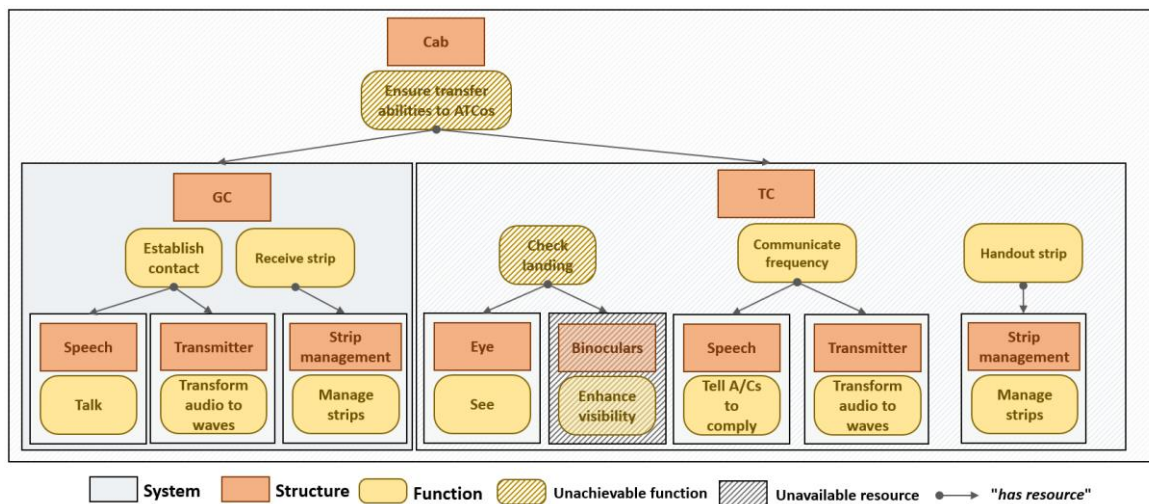 Cab
Ensure transfer
abilities to ATCos
GC
Establish
contact
Receive strip
Speech
Talk
Transmitter
Transform
audio to
waves
Strip
management
Manage
strips
TC
Check
landing
Communicate
frequency
Handout strip
Eye
See
Binoculars
Enhance
visibility
Speech
Tell A/Cs
to
comply
Transmitter
Transform
audio to
waves
Strip
management
Manage
strips
System
Structure
Function
Unachievable function
Unavailable resource
"has resource"